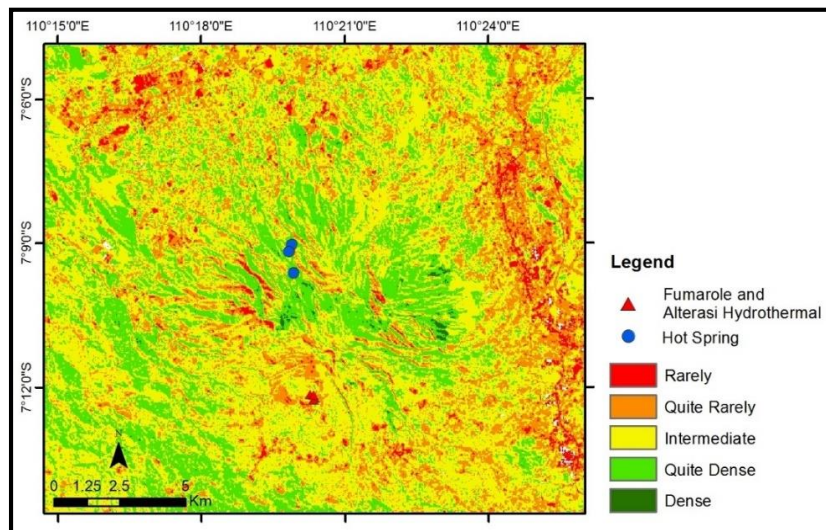 110°15'0"E 110°18'0"E 110°21'0"E 110°24'0"E
7°6'0"S
7°9'0"S
7°12'0"S
N
0 1.25 2.5 5
Km
Legend
Fumarole and
Alterasi Hydrothermal
Hot Spring
Rarely
Quite Rarely
Intermediate
Quite Dense
Dense